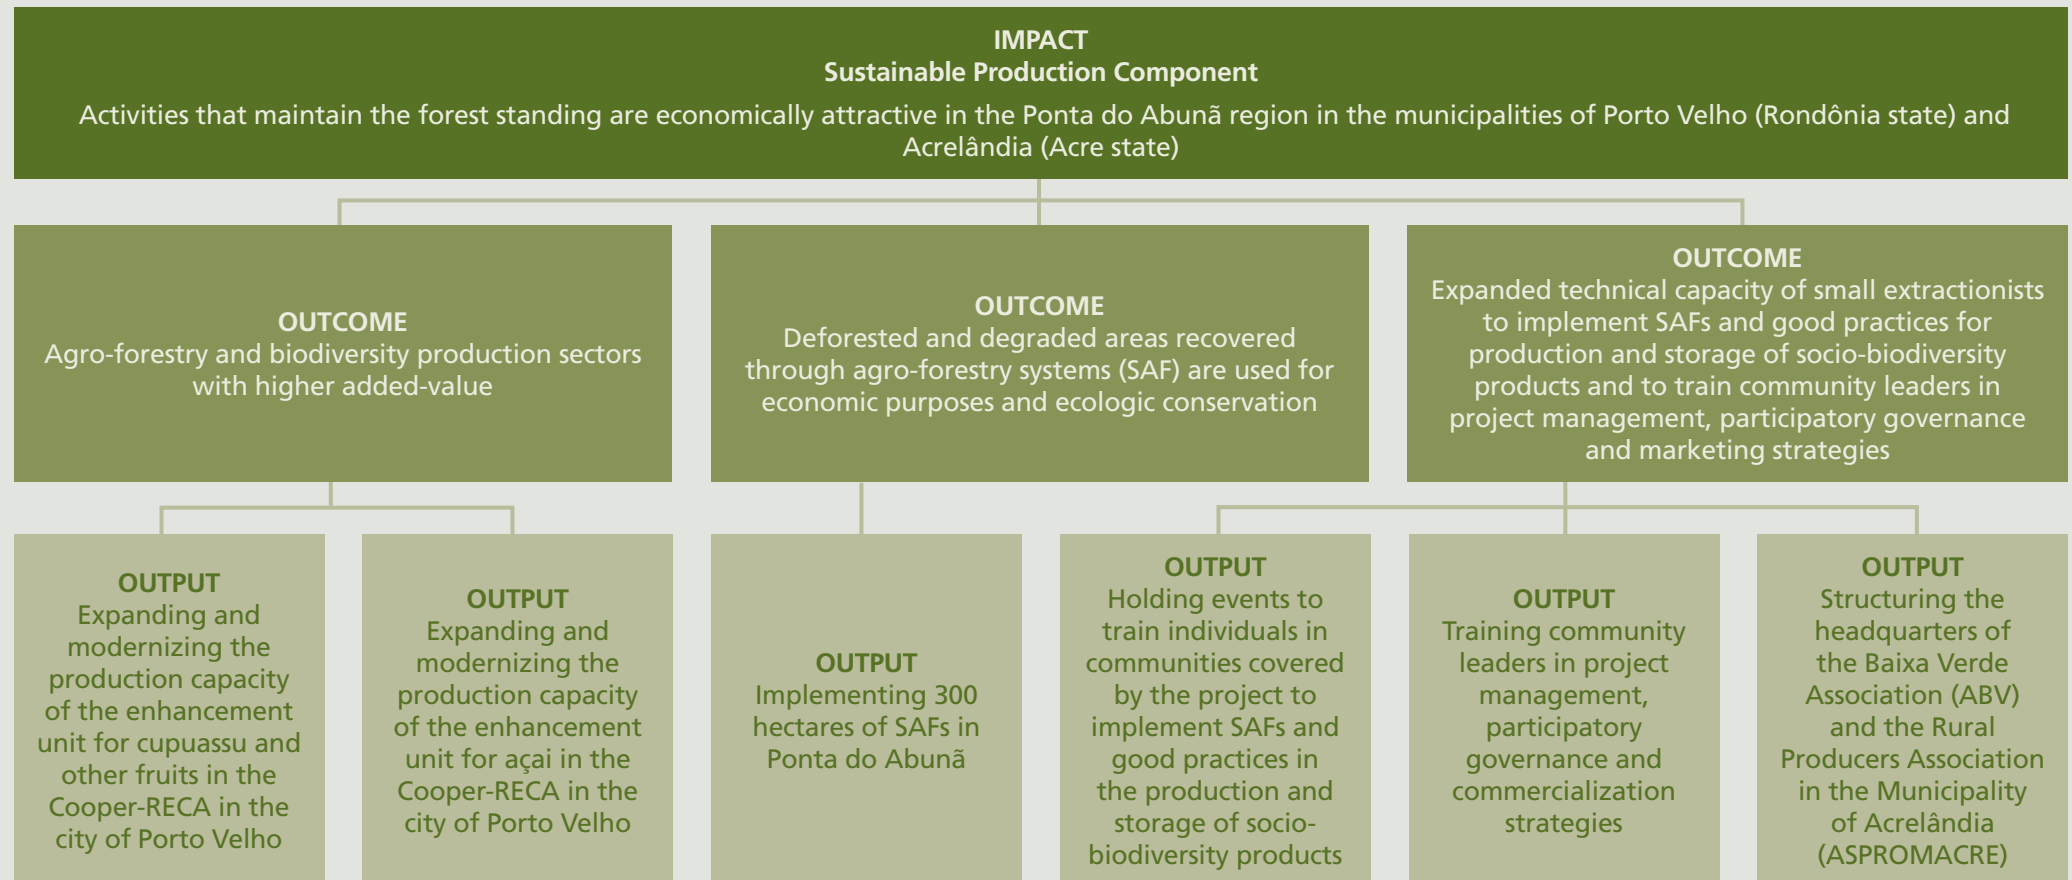 IMPACT
Sustainable Production Component
Activities that maintain the forest standing are economically attractive in the Ponta do Abunã region in the municipalities of Porto Velho (Rondônia state) and
Acrelândia (Acre state)
OUTCOME
Agro-forestry and biodiversity production sectors
with higher added-value
OUTCOME
Deforested and degraded areas recovered
through agro-forestry systems (SAF) are used for
economic purposes and ecologic conservation
OUTCOME
Expanded technical capacity of small extractionists
to implement SAFs and good practices for
production and storage of socio-biodiversity
products and to train community leaders in
project management, participatory governance
and marketing strategies
OUTPUT
Expanding and
modernizing the
production capacity
of the enhancement
unit for cupuassu and
other fruits in the
Cooper-RECA in the
city of Porto Velho
OUTPUT
Expanding and
modernizing the
production capacity
of the enhancement
unit for açai in the
Cooper-RECA in the
city of Porto Velho
OUTPUT
Implementing 300
hectares of SAFs in
Ponta do Abunã
OUTPUT
Holding events to
train individuals in
communities covered
by the project to
implement SAFs and
good practices in
the production and
storage of socio-
biodiversity products
OUTPUT
Training community
leaders in project
management,
participatory
governance and
commercialization
strategies
OUTPUT
Structuring the
headquarters of
the Baixa Verde
Association (ABV)
and the Rural
Producers Association
in the Municipality
of Acrelândia
(ASPROMACRE)